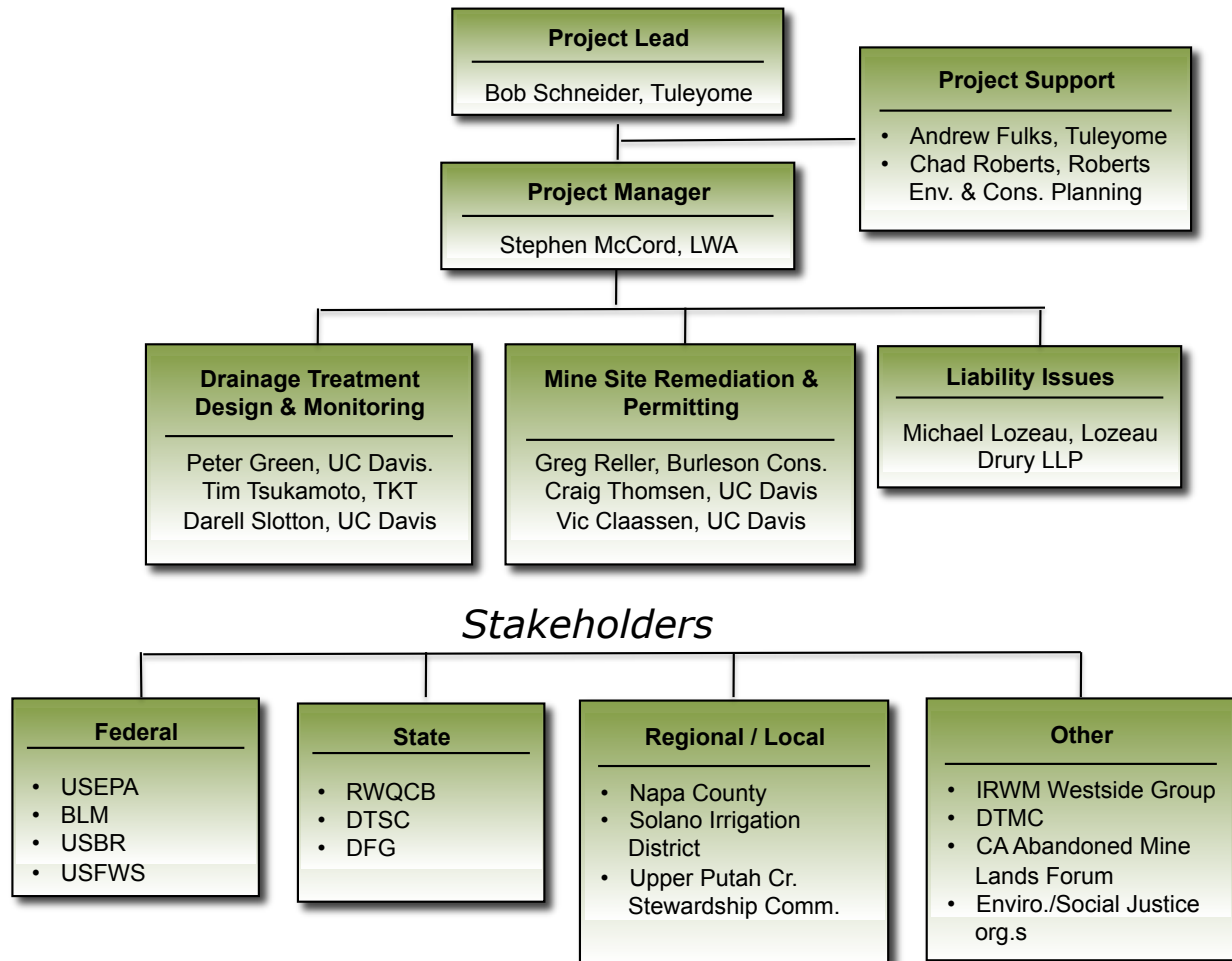 Project Lead
Bob Schneider, Tuleyome
Project Support
• Andrew Fulks, Tuleyome
• Chad Roberts, Roberts
Env. & Cons. Planning
Project Manager
Stephen McCord, LWA
Drainage Treatment
Design & Monitoring
Peter Green, UC Davis.
Tim Tsukamoto, TKT
Darell Slotton, UC Davis
Mine Site Remediation &
Permitting
Greg Reller, Burleson Cons.
Craig Thomsen, UC Davis
Vic Claassen, UC Davis
Liability Issues
Michael Lozeau, Lozeau
Drury LLP
Stakeholders
Federal
• USEPA
• BLM
• USBR
• USFWS
State
• RWQCB
• DTSC
• DFG
Regional / Local
• Napa County
• Solano Irrigation
District
• Upper Putah Cr.
Stewardship Comm.
Other
• IRWM Westside Group
• DTMC
• CA Abandoned Mine
Lands Forum
• Enviro./Social Justice
org.s